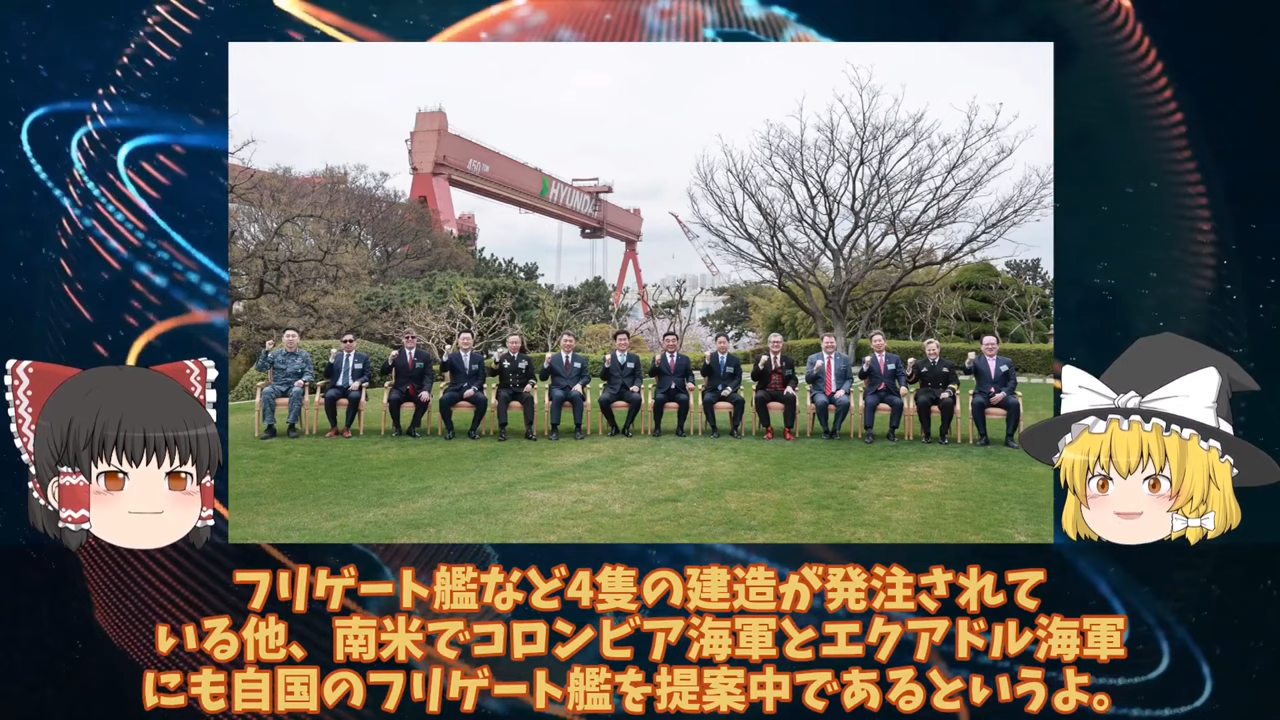 450 TON
HYUNDAI
フリゲート艦など4隻の建造が発注されて
いる他、南米でコロンビア海軍とエクアドル海軍
にも自国のフリゲート艦を提案中であるというよ。